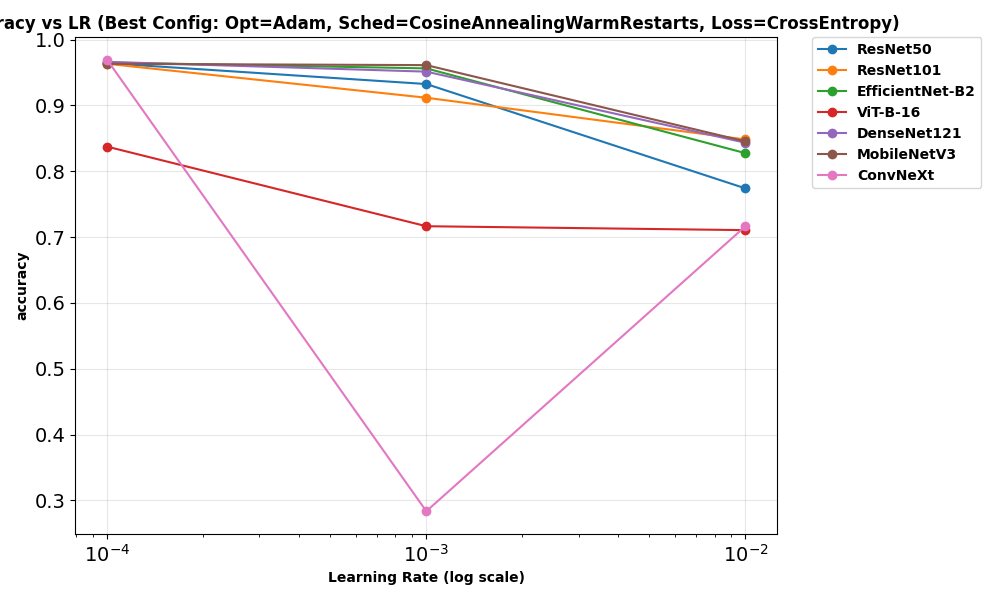 racy vs LR (Best Config: Opt=Adam, Sched=CosineAnnealingWarmRestarts, Loss=CrossEntropy)
1.0
0.9
0.8
0.7
0.6
0.5
0.4
0.3
accuracy
10⁻⁴
10⁻³
10⁻²
Learning Rate (log scale)
ResNet50
ResNet101
EfficientNet-B2
ViT-B-16
DenseNet121
MobileNetV3
ConvNeXt